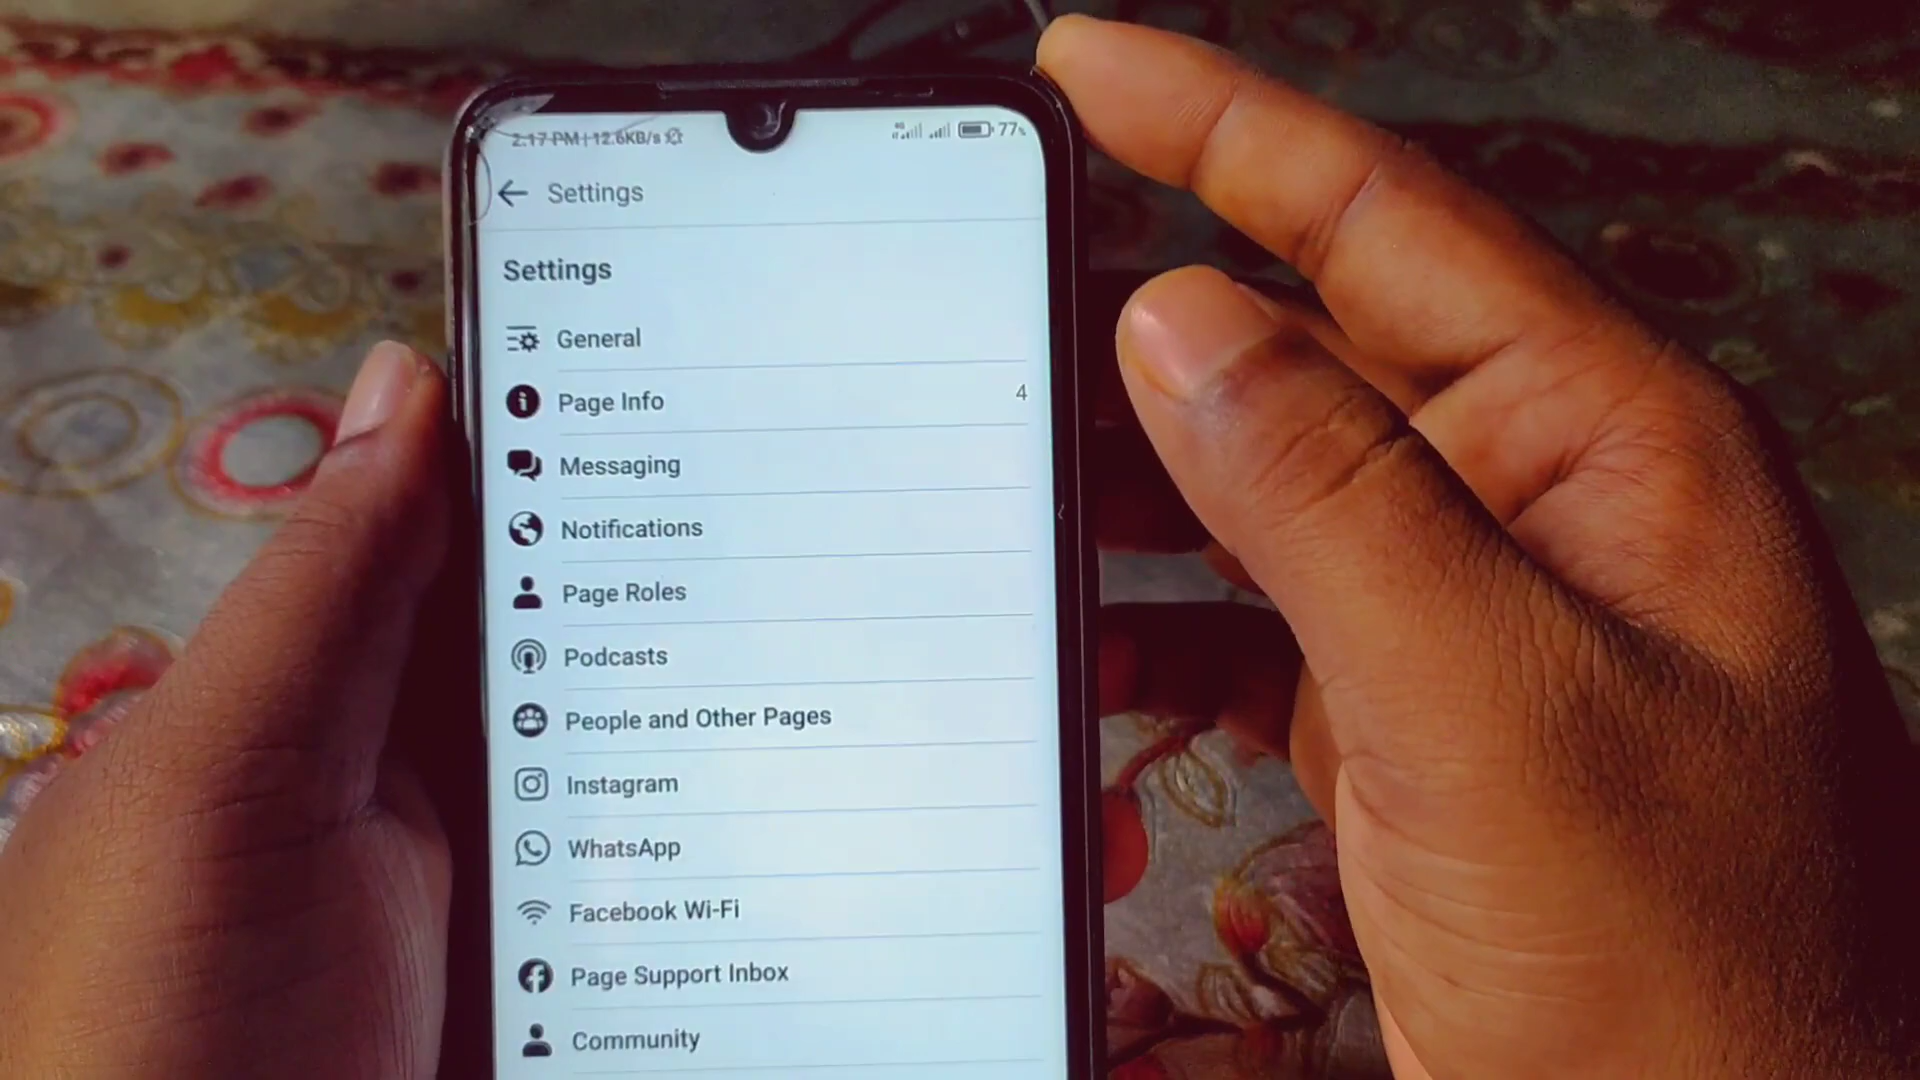 2:17 PM | 12.6KB/s
4G 77%
Settings
Settings
General
Page Info 4
Messaging
Notifications
Page Roles
Podcasts
People and Other Pages
Instagram
WhatsApp
Facebook Wi-Fi
Page Support Inbox
Community